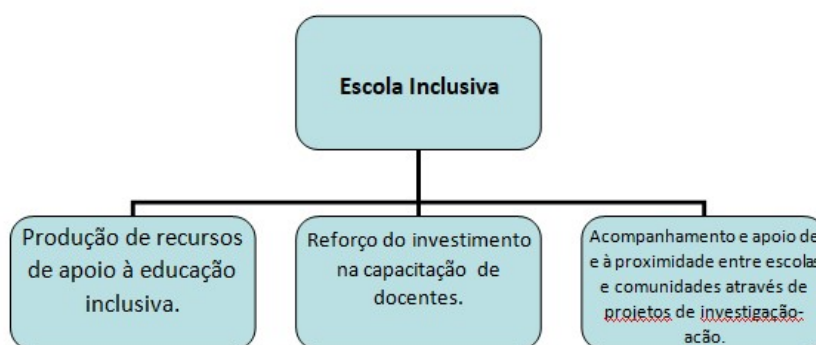 Escola Inclusiva
Produção de recursos
de apoio à educação
inclusiva.
Reforço do investimento
na capacitação de
docentes.
Acompanhamento e apoio de
e à proximidade entre escolas
e comunidades através de
projetos de investigação-
ação.